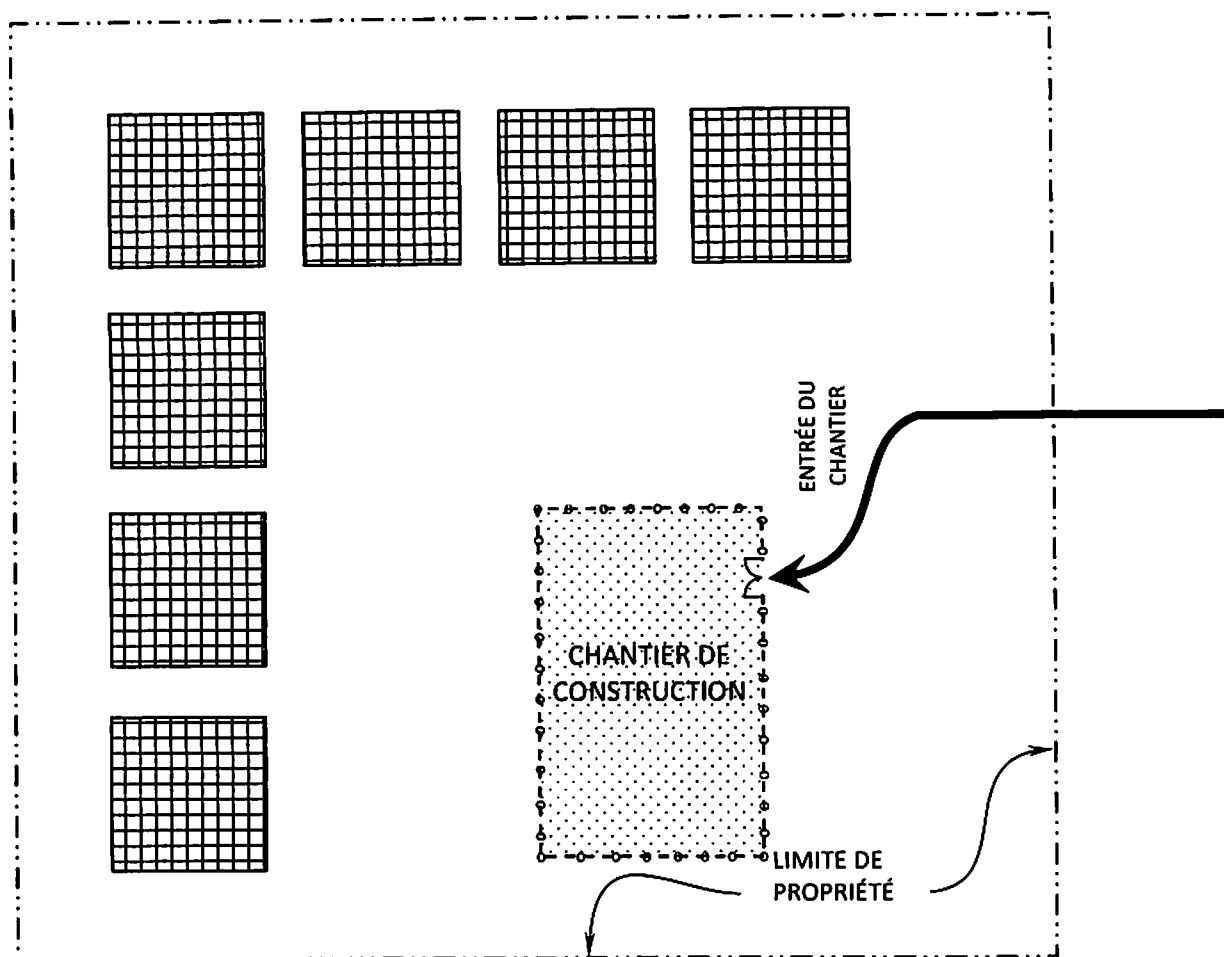 ENTRÉE DU
CHANTIER
CHANTIER DE
CONSTRUCTION
LIMITE DE
PROPRIÉTÉ